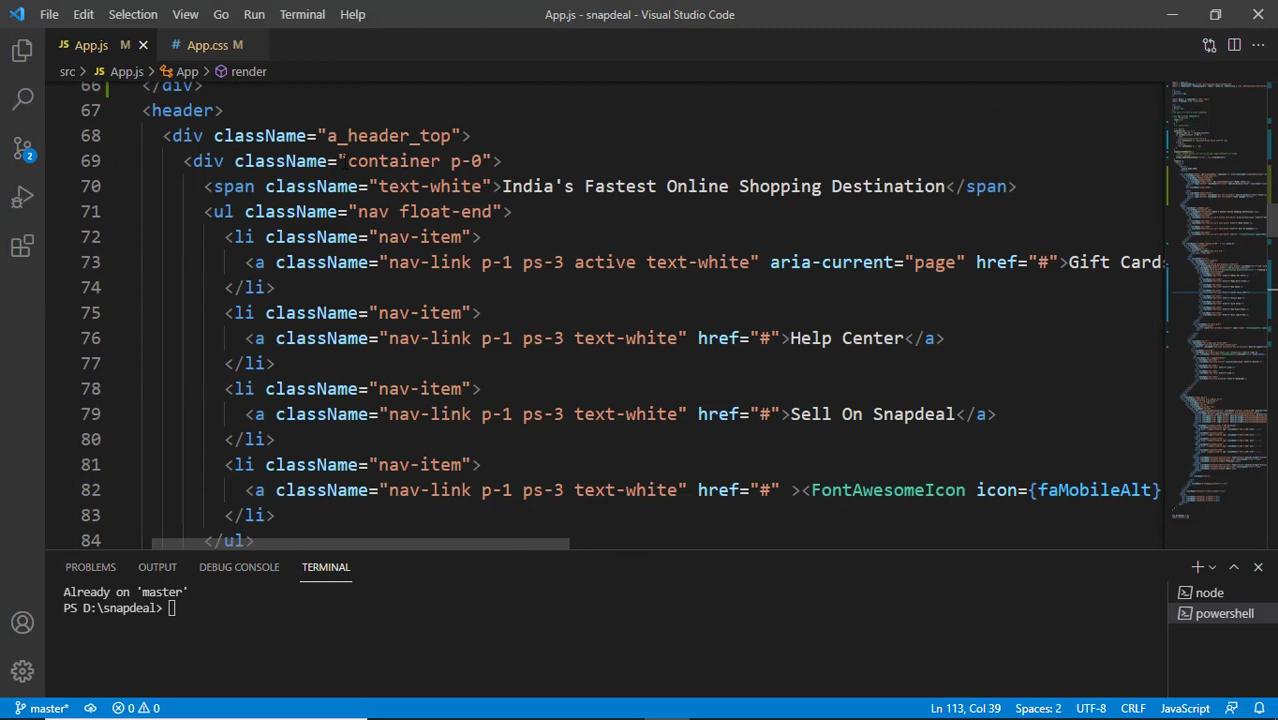 File Edit Selection View Go Run Terminal Help App.js - snapdeal - Visual Studio Code
JS App.js M # App.css M
src > JS App.js > App > render
66 </div>
67 <header>
68 <div className="a_header_top">
69 <div className="container p-0">
70 <span className="text-white">India's Fastest Online Shopping Destination</span>
71 <ul className="nav float-end">
72 <li className="nav-item">
73 <a className="nav-link p-1 ps-3 active text-white" aria-current="page" href="#">Gift Card
74 </li>
75 <li className="nav-item">
76 <a className="nav-link p-1 ps-3 text-white" href="#">Help Center</a>
77 </li>
78 <li className="nav-item">
79 <a className="nav-link p-1 ps-3 text-white" href="#">Sell On Snapdeal</a>
80 </li>
81 <li className="nav-item">
82 <a className="nav-link p-1 ps-3 text-white" href="#" ><FontAwesomeIcon icon={faMobileAlt}
83 </li>
84 </ul>
2
PROBLEMS OUTPUT DEBUG CONSOLE TERMINAL
Already on 'master'
PS D:\snapdeal>
node
powershell
master* 0 0 Ln 113, Col 39 Spaces: 2 UTF-8 CRLF JavaScript